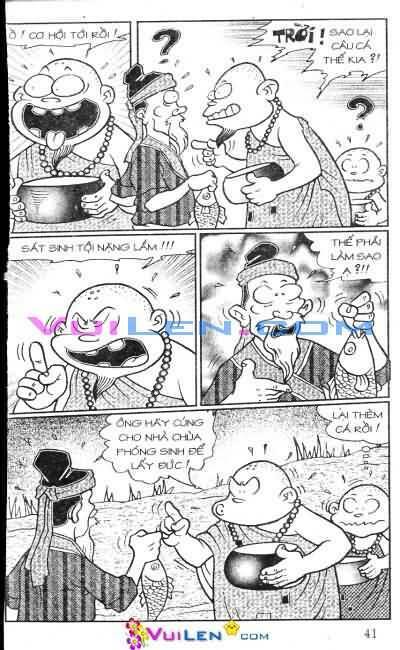 Ồ! CƠ HỘI TỚI RỒI!
?
TRỜI!
SAO LẠI
CÂU CÁ
THẾ KIA?!
?
SÁT SINH TỘI NẶNG LẮM!!!
THẾ PHẢI
LÀM SAO
Ạ?!!
VUILEN.COM
ÔNG HÃY CÚNG
CHO NHÀ CHÙA
PHÓNG SINH ĐỂ
LẤY ĐỨC!
LẠI THÊM
CÁ RỒI!
41
VUILEN.COM